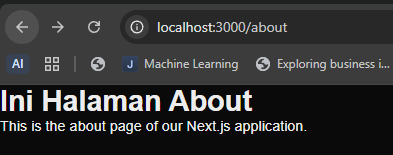 localhost:3000/about
AI
J Machine Learning
Exploring business i...
Ini Halaman About
This is the about page of our Next.js application.